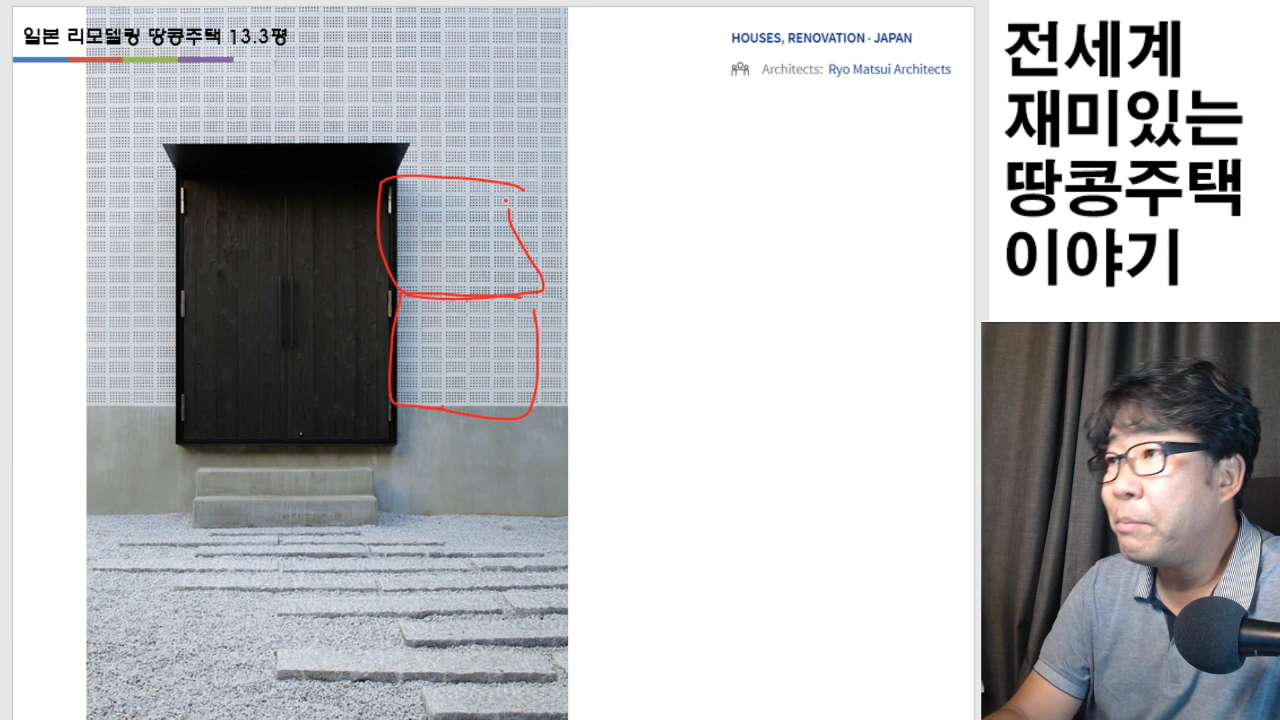 일본 리모델링 땅콩주택 13.3평
HOUSES, RENOVATION · JAPAN
Architects: Ryo Matsui Architects
전세계
재미있는
땅콩주택
이야기